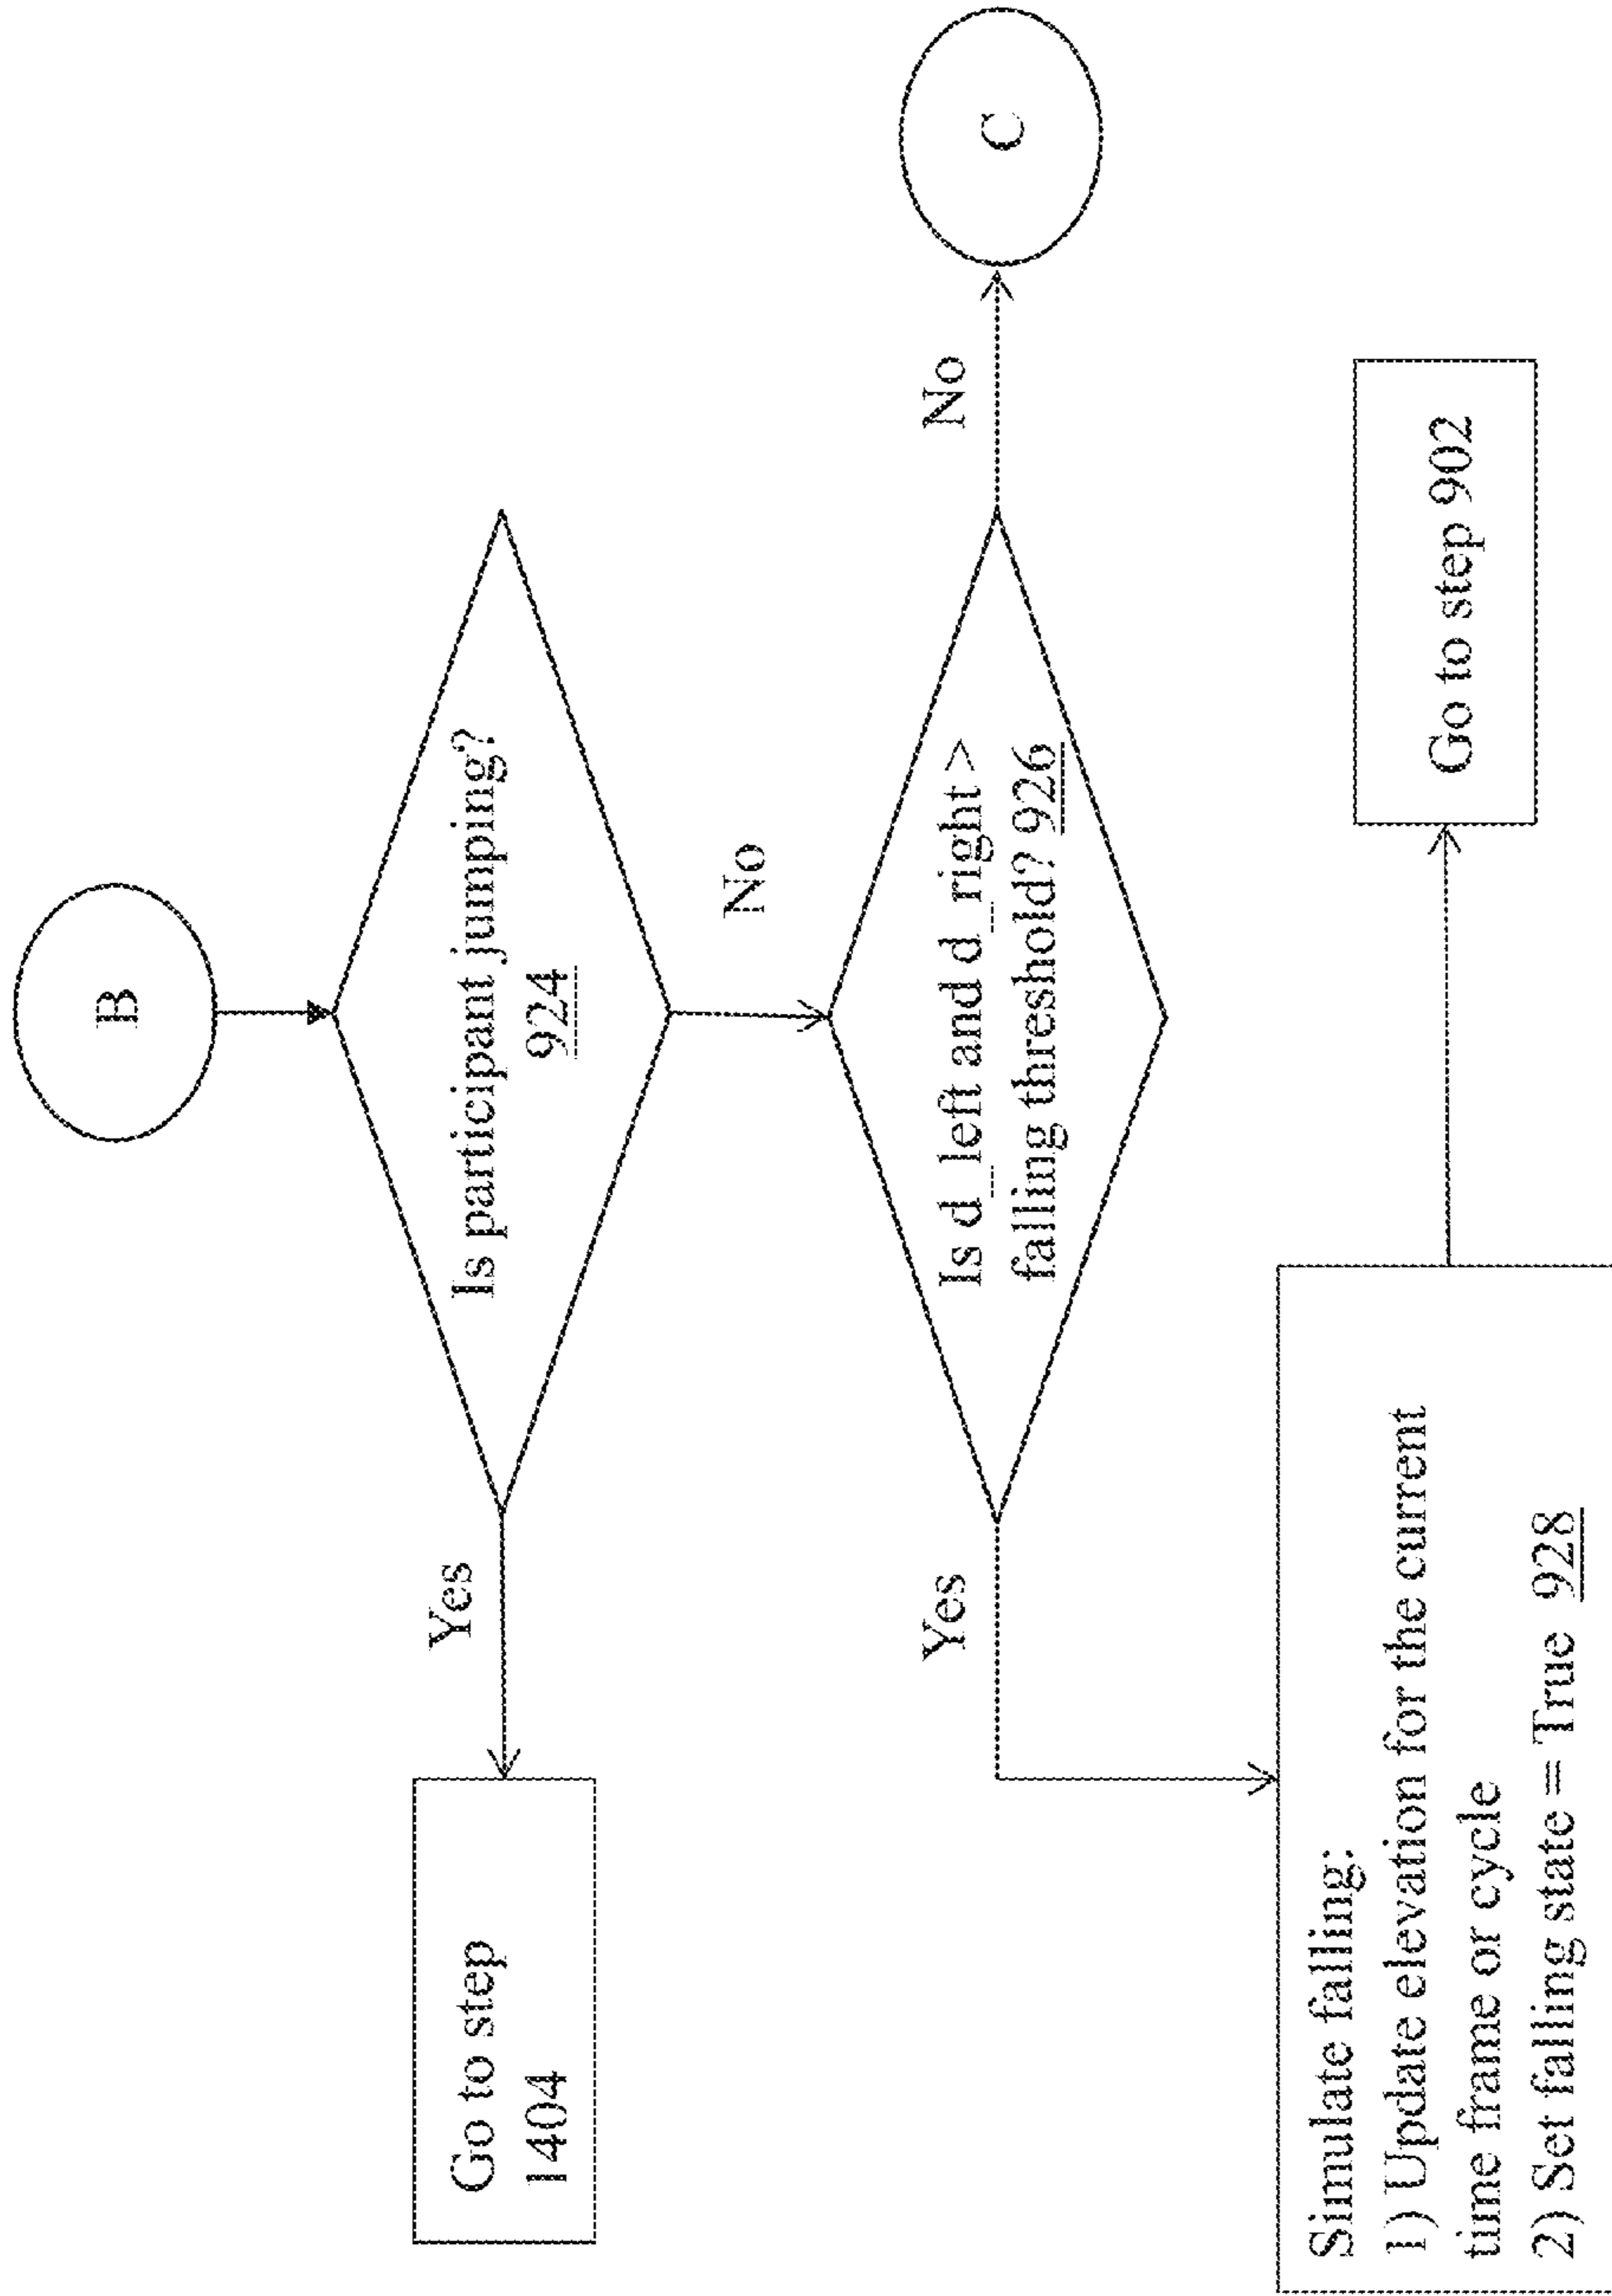 B
Is participant jumping?
924
Yes
Go to step
1404
No
Is d_left and d_right >
falling threshold? 926
No
C
Yes
Simulate falling:
1) Update elevation for the current
time frame or cycle
2) Set falling state = True 928
Go to step 902